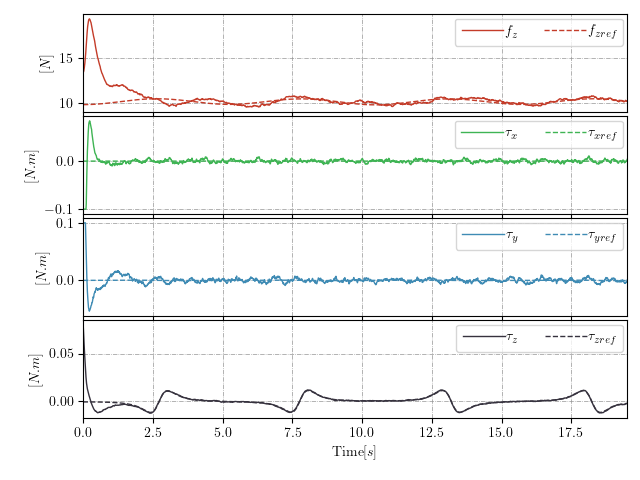 f_z f_zref
[N]
15
10
τ_x τ_xref
[N.m]
0.0
−0.1
τ_y τ_yref
[N.m]
0.1
0.0
τ_z τ_zref
[N.m]
0.05
0.00
0.0 2.5 5.0 7.5 10.0 12.5 15.0 17.5
Time[s]